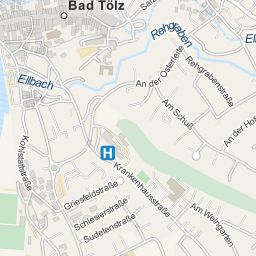 Bad Tölz
Rehgraben
Ellbach
An der Osterleite
Rehgrabenstraße
Am Schuß
An der Hof
Kohlstattstraße
H
Krankenhausstraße
Griesfeldstraße
Schlesierstraße
Sudetenstraße
Am Weingarten